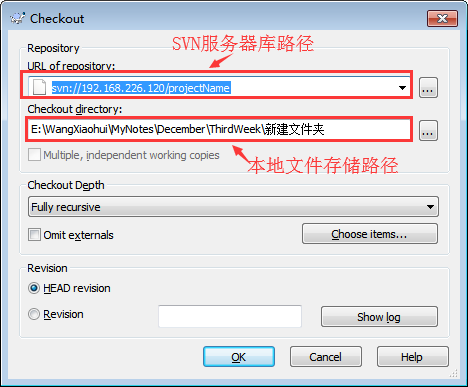 Checkout
Repository
SVN服务器库路径
URL of repository:
svn://192.168.226.120/projectName
...
Checkout directory:
E:\WangXiaohui\MyNotes\December\ThirdWeek\新建文件夹
...
Multiple, independent working copies
本地文件存储路径
Checkout Depth
Fully recursive
Omit externals
Choose items...
Revision
HEAD revision
Revision
Show log
OK
Cancel
Help